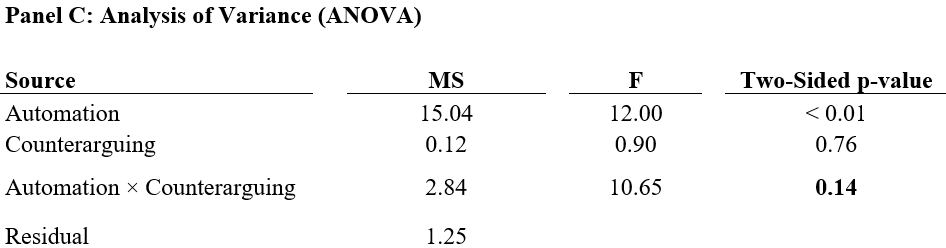 Panel C: Analysis of Variance (ANOVA)
Source MS F Two-Sided p-value
Automation 15.04 12.00 < 0.01
Counterarguing 0.12 0.90 0.76
Automation × Counterarguing 2.84 10.65 0.14
Residual 1.25